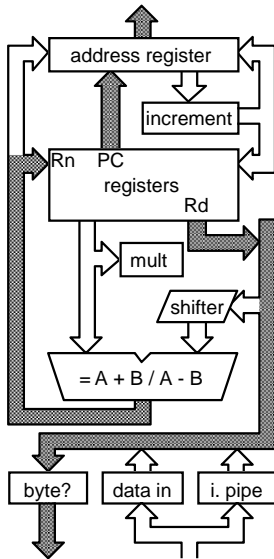 address register
increment
Rn PC
registers
Rd
mult
shifter
= A + B / A - B
byte? data in i. pipe